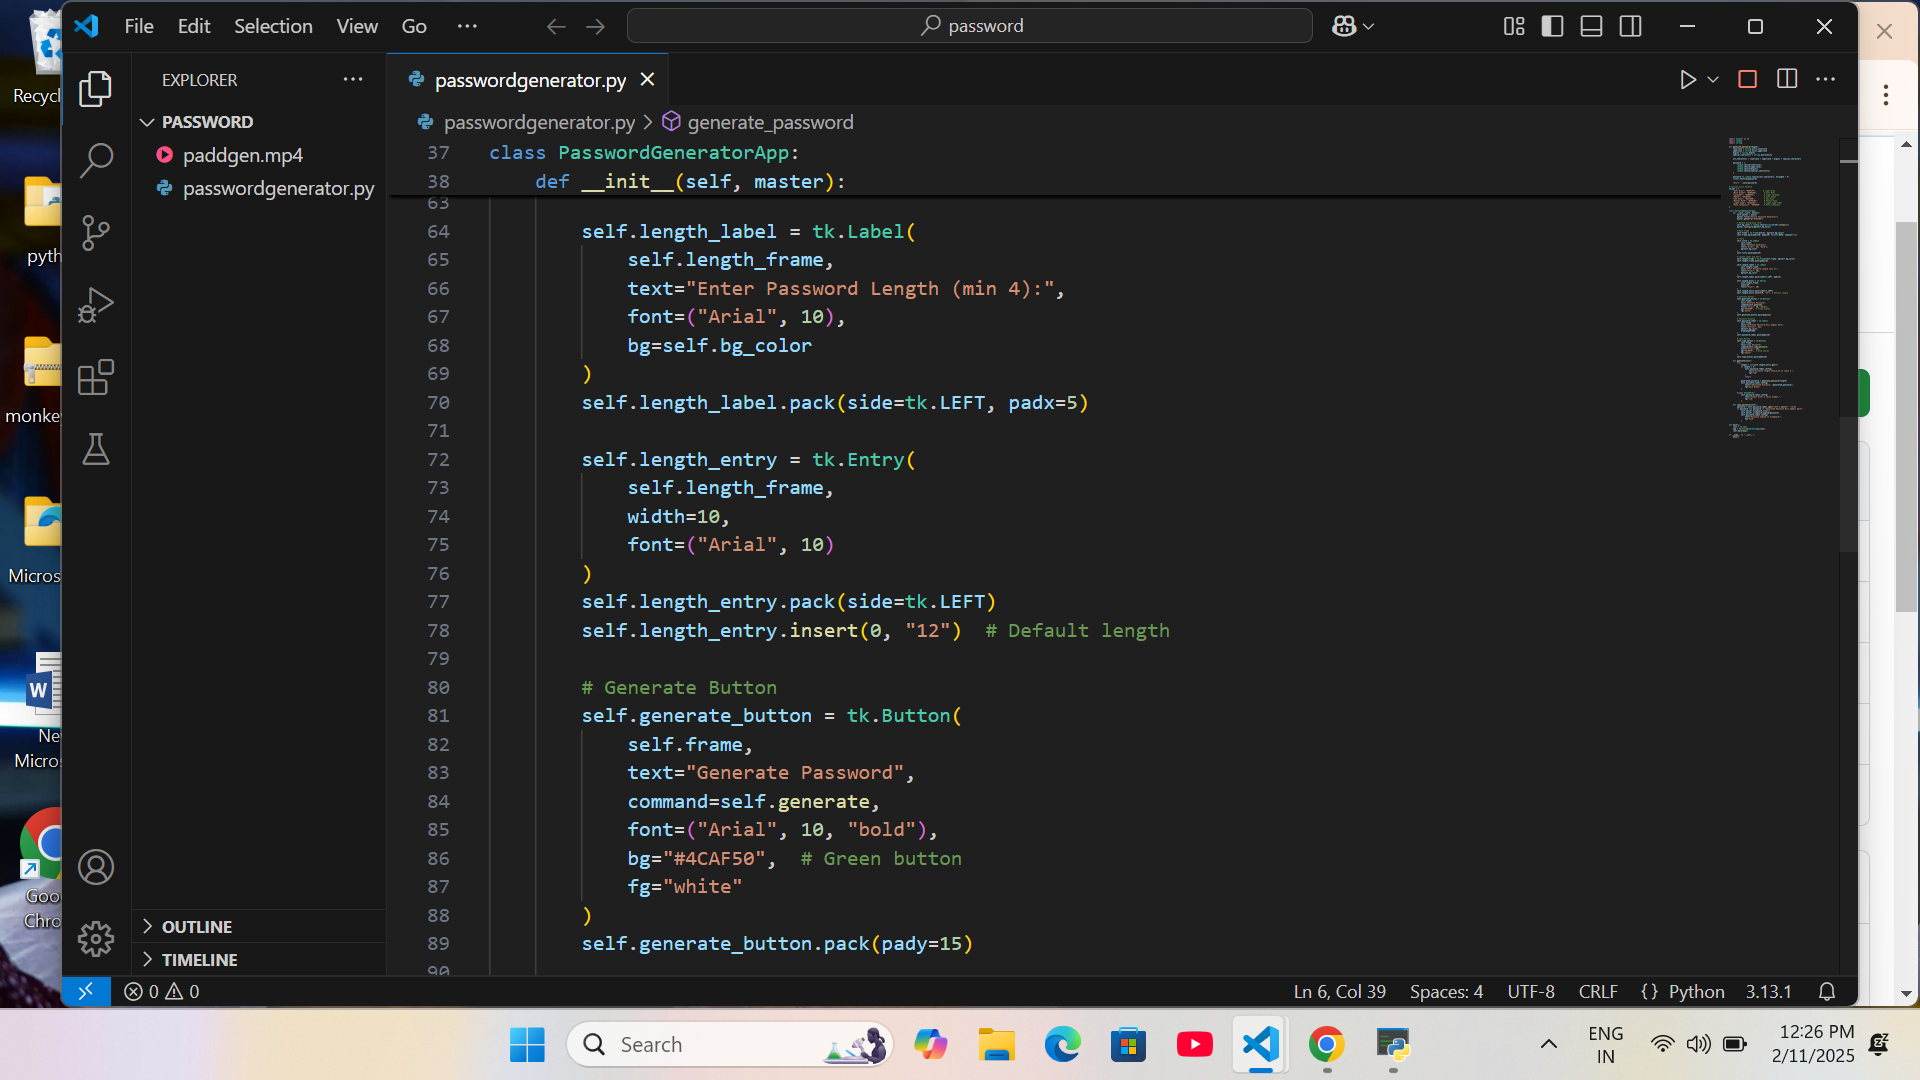 File Edit Selection View Go ··· password
EXPLORER
PASSWORD
paddgen.mp4
passwordgenerator.py
OUTLINE
TIMELINE
passwordgenerator.py
passwordgenerator.py > generate_password
37 class PasswordGeneratorApp:
38 def __init__(self, master):
63
64 self.length_label = tk.Label(
65 self.length_frame,
66 text="Enter Password Length (min 4):",
67 font=("Arial", 10),
68 bg=self.bg_color
69 )
70 self.length_label.pack(side=tk.LEFT, padx=5)
71
72 self.length_entry = tk.Entry(
73 self.length_frame,
74 width=10,
75 font=("Arial", 10)
76 )
77 self.length_entry.pack(side=tk.LEFT)
78 self.length_entry.insert(0, "12")  # Default length
79
80 # Generate Button
81 self.generate_button = tk.Button(
82 self.frame,
83 text="Generate Password",
84 command=self.generate,
85 font=("Arial", 10, "bold"),
86 bg="#4CAF50",  # Green button
87 fg="white"
88 )
89 self.generate_button.pack(pady=15)
90
0 0 Ln 6, Col 39 Spaces: 4 UTF-8 CRLF {} Python 3.13.1
Recycl
pyth
monke
Micros
W
Ne
Micro
Goo
Chro
Search
ENG
IN
12:26 PM
2/11/2025